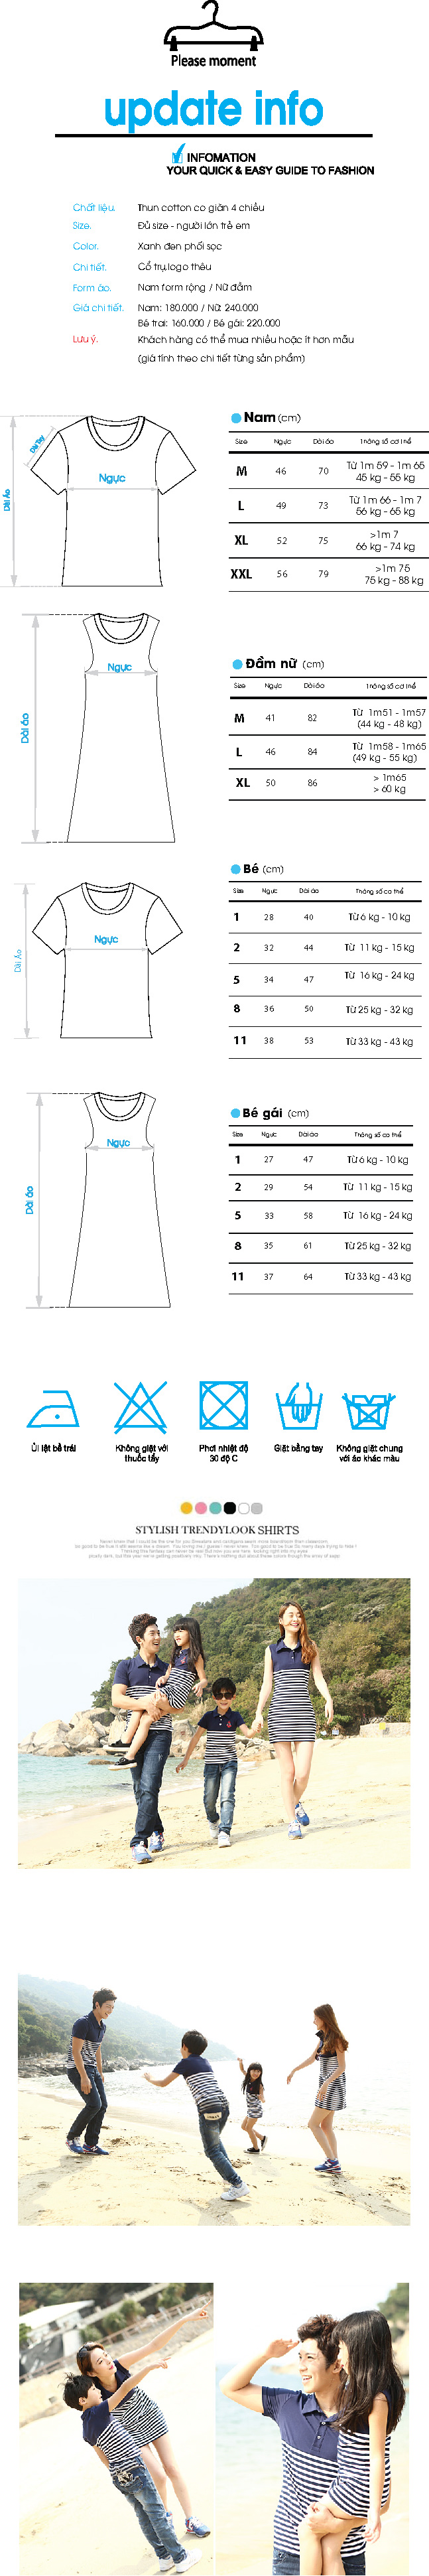 Please moment
update info
INFOMATION
YOUR QUICK & EASY GUIDE TO FASHION
Chất liệu. Thun cotton co giãn 4 chiều
Size. Đủ size - người lớn trẻ em
Color. Xanh đen phối sọc
Chi tiết. Cổ trụ,logo thêu
Form áo. Nam form rộng / Nữ đầm
Giá chi tiết. Nam: 180.000 / Nữ: 240.000
Bé trai: 160.000 / Bé gái: 220.000
Lưu ý. Khách hàng có thể mua nhiều hoặc ít hơn mẫu
(giá tính theo chi tiết từng sản phẩm)
Dài Tay
Ngực
Dài Áo
Nam (cm)
Size Ngực Dài áo Thông số cơ thể
M 46 70 Từ 1m 59 - 1m 65
45 kg - 55 kg
L 49 73 Từ 1m 66 - 1m 7
56 kg - 65 kg
XL 52 75 >1m 7
66 kg - 74 kg
XXL 56 79 >1m 75
75 kg - 88 kg
Ngực
Dài áo
Đầm nữ (cm)
Size Ngực Dài áo Thông số cơ thể
M 41 82 Từ 1m51 - 1m57
(44 kg - 48 kg)
L 46 84 Từ 1m58 - 1m65
(49 kg - 55 kg)
XL 50 86 > 1m65
> 60 kg
Ngực
Dài Áo
Bé (cm)
Size Ngực Dài áo Thông số cơ thể
1 28 40 Từ 6 kg - 10 kg
2 32 44 Từ 11 kg - 15 kg
5 34 47 Từ 16 kg - 24 kg
8 36 50 Từ 25 kg - 32 kg
11 38 53 Từ 33 kg - 43 kg
Ngực
Dài áo
Bé gái (cm)
Size Ngực Dài áo Thông số cơ thể
1 27 47 Từ 6 kg - 10 kg
2 29 54 Từ 11 kg - 15 kg
5 33 58 Từ 16 kg - 24 kg
8 35 61 Từ 25 kg - 32 kg
11 37 64 Từ 33 kg - 43 kg
Ủi lật bề trái
Không giặt với
thuốc tẩy
Phơi nhiệt độ
30 độ C
Giặt bằng tay
Không giặt chung
với áo khác màu
STYLISH TRENDYLOOK SHIRTS